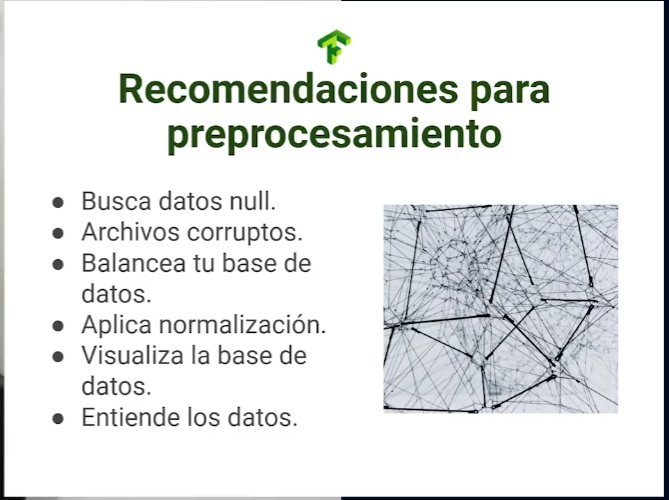 Recomendaciones para
preprocesamiento
● Busca datos null.
● Archivos corruptos.
● Balancea tu base de
datos.
● Aplica normalización.
● Visualiza la base de
datos.
● Entiende los datos.